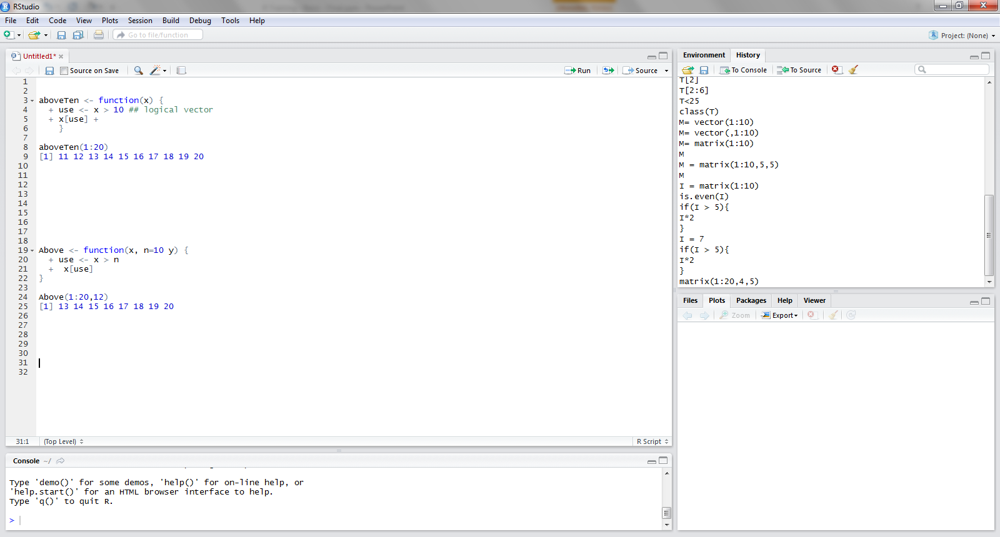 RStudio
File Edit Code View Plots Session Build Debug Tools Help
Go to file/function
Project: (None)
Untitled1*
Source on Save
Run
Source
1
2
3 aboveTen <- function(x) {
4 + use <- x > 10 ## logical vector
5 + x[use] +
6 }
7
8 aboveTen(1:20)
9 [1] 11 12 13 14 15 16 17 18 19 20
10
11
12
13
14
15
16
17
18
19 Above <- function(x, n=10 y) {
20 + use <- x > n
21 + x[use]
22 }
23
24 Above(1:20,12)
25 [1] 13 14 15 16 17 18 19 20
26
27
28
29
30
31
32
31:1 (Top Level) R Script
Console ~/
Type 'demo()' for some demos, 'help()' for on-line help, or
'help.start()' for an HTML browser interface to help.
Type 'q()' to quit R.
>
Environment History
To Console To Source
T[2]
T[2:6]
T<25
class(T)
M= vector(1:10)
M= vector(,1:10)
M= matrix(1:10)
M
M = matrix(1:10,5,5)
M
I = matrix(1:10)
is.even(I)
if(I > 5){
I*2
}
I = 7
if(I > 5){
I*2
}
matrix(1:20,4,5)
Files Plots Packages Help Viewer
Zoom Export